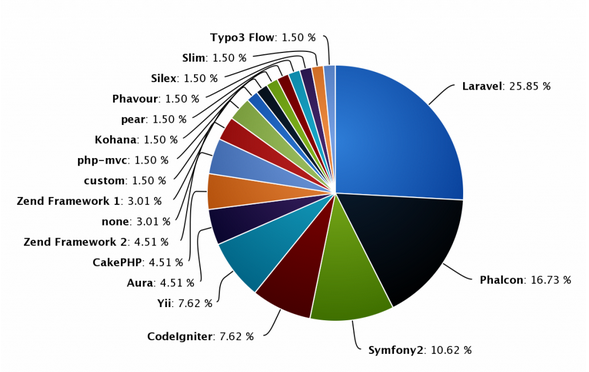 Typo3 Flow: 1.50 %
Slim: 1.50 %
Silex: 1.50 %
Phavour: 1.50 %
pear: 1.50 %
Kohana: 1.50 %
php-mvc: 1.50 %
custom: 1.50 %
Zend Framework 1: 3.01 %
none: 3.01 %
Zend Framework 2: 4.51 %
CakePHP: 4.51 %
Aura: 4.51 %
Yii: 7.62 %
CodeIgniter: 7.62 %
Symfony2: 10.62 %
Phalcon: 16.73 %
Laravel: 25.85 %